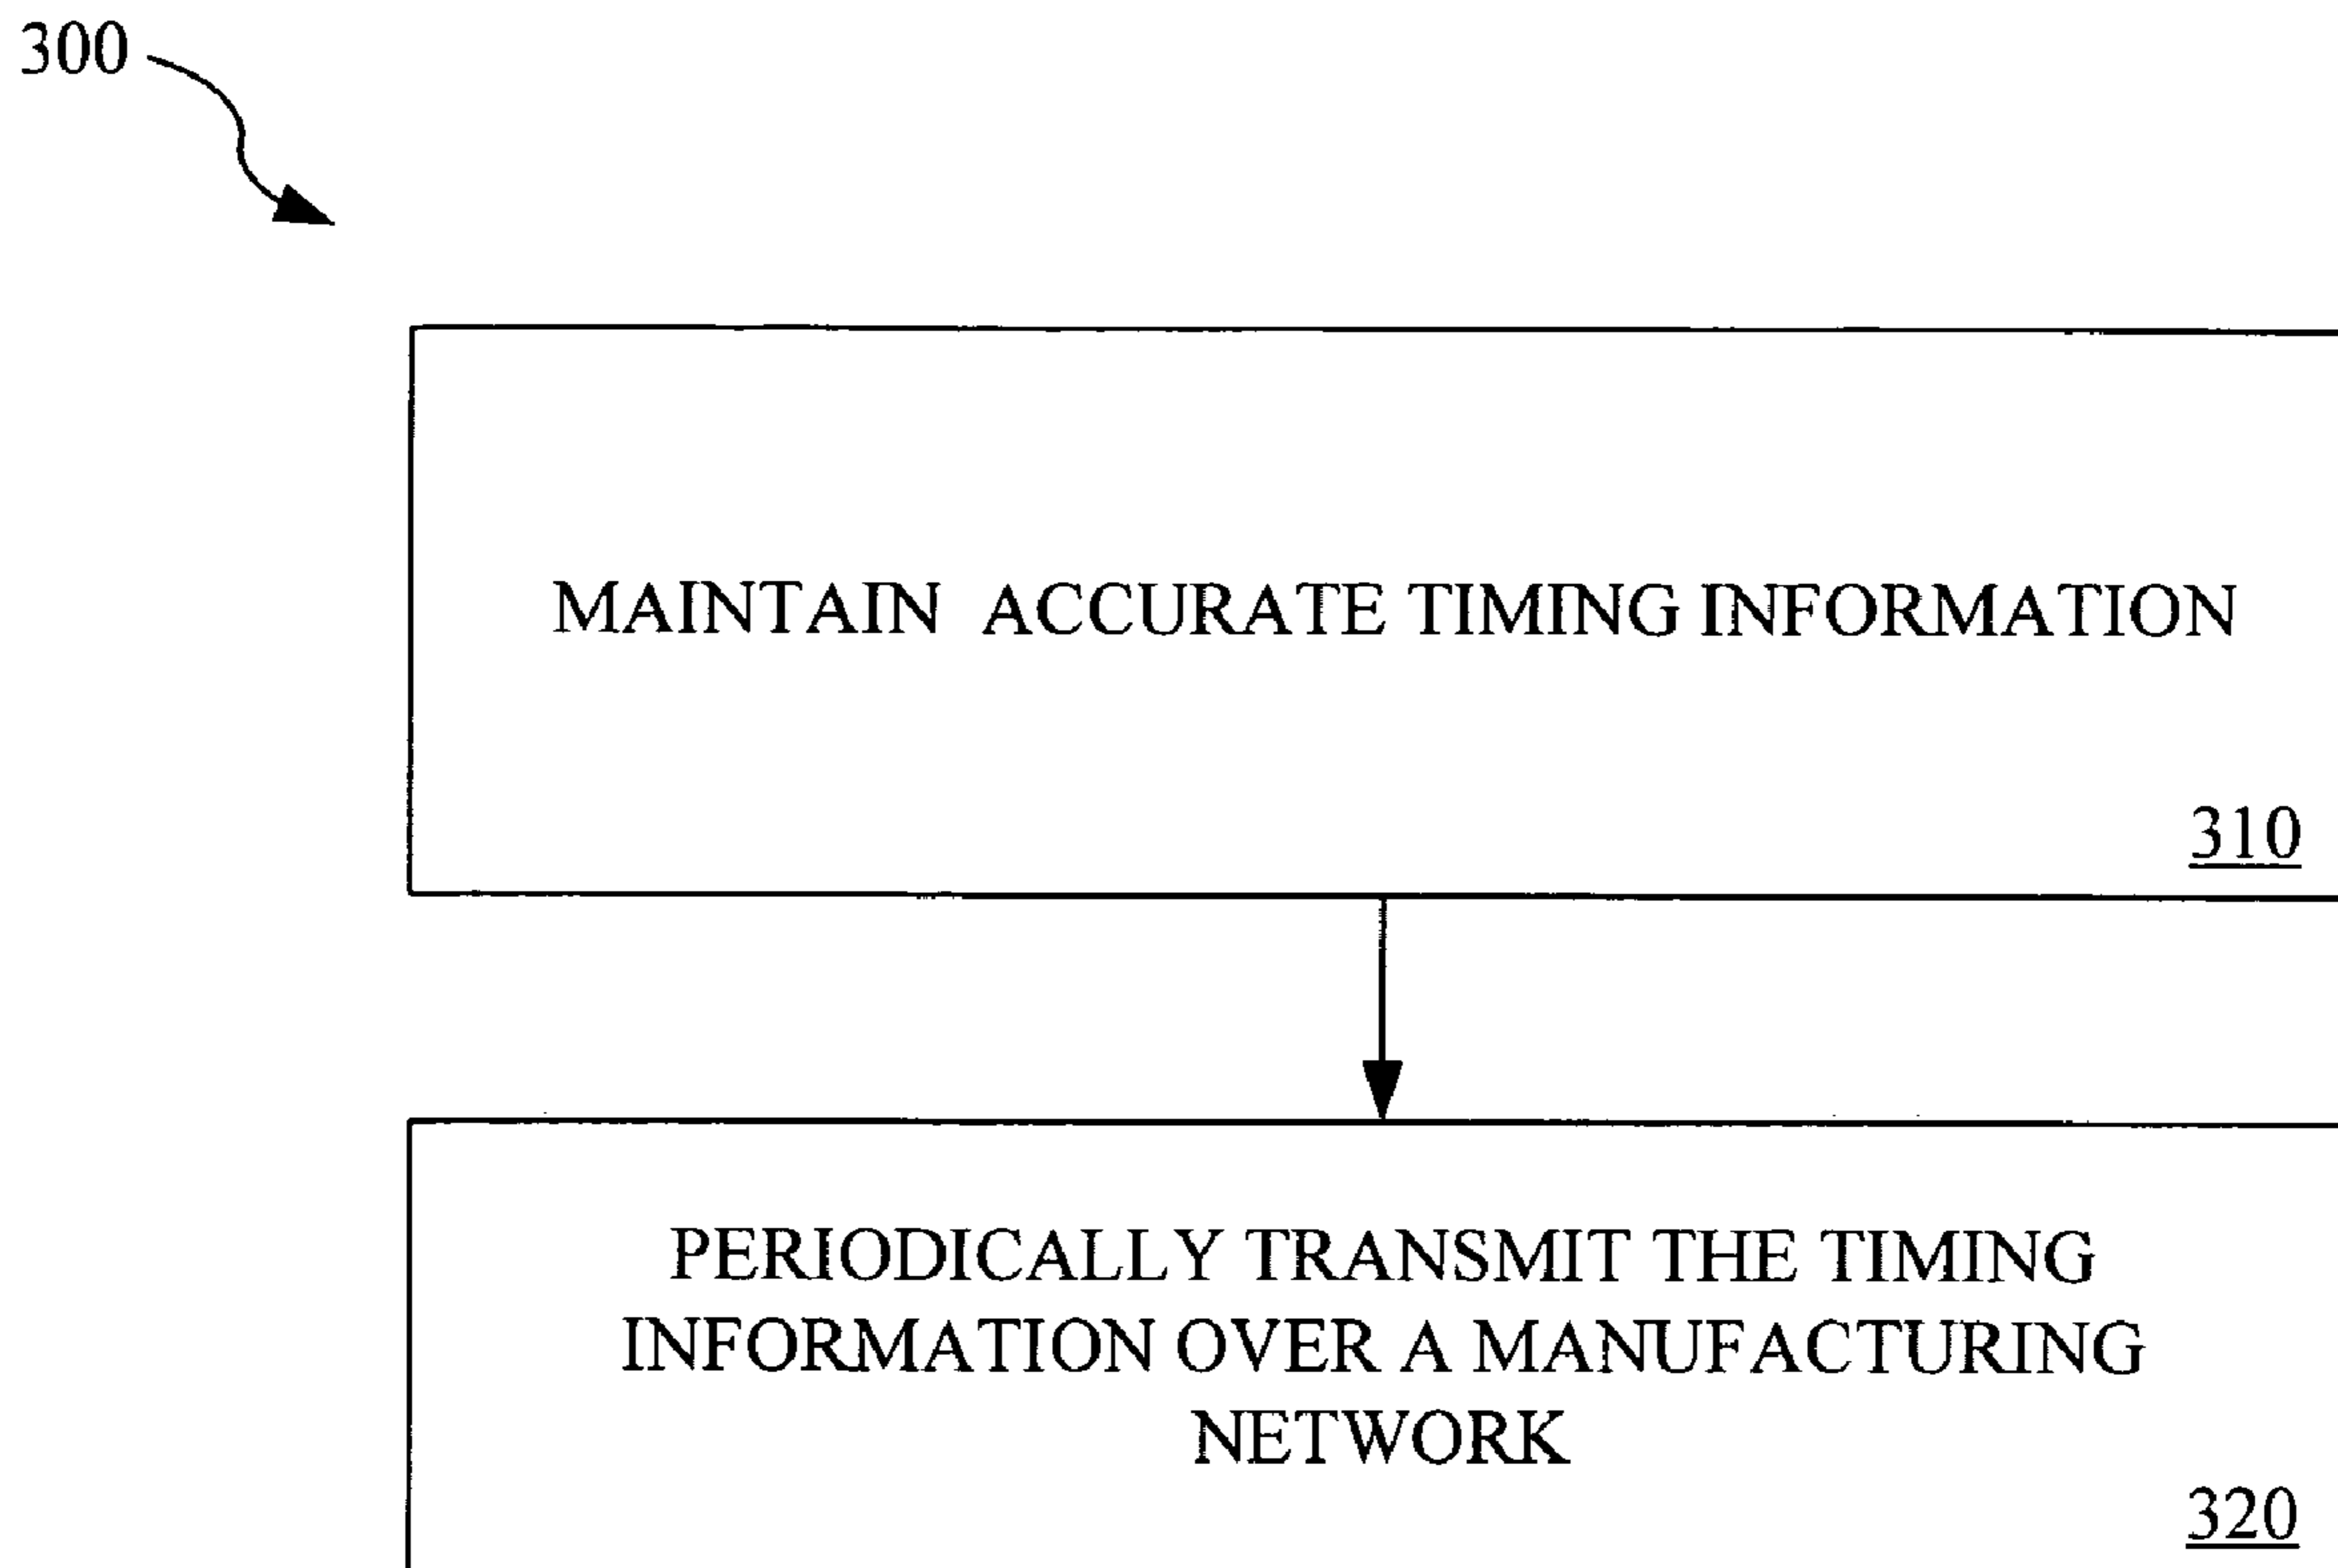 300
MAINTAIN ACCURATE TIMING INFORMATION
310
PERIODICALLY TRANSMIT THE TIMING
INFORMATION OVER A MANUFACTURING
NETWORK
320